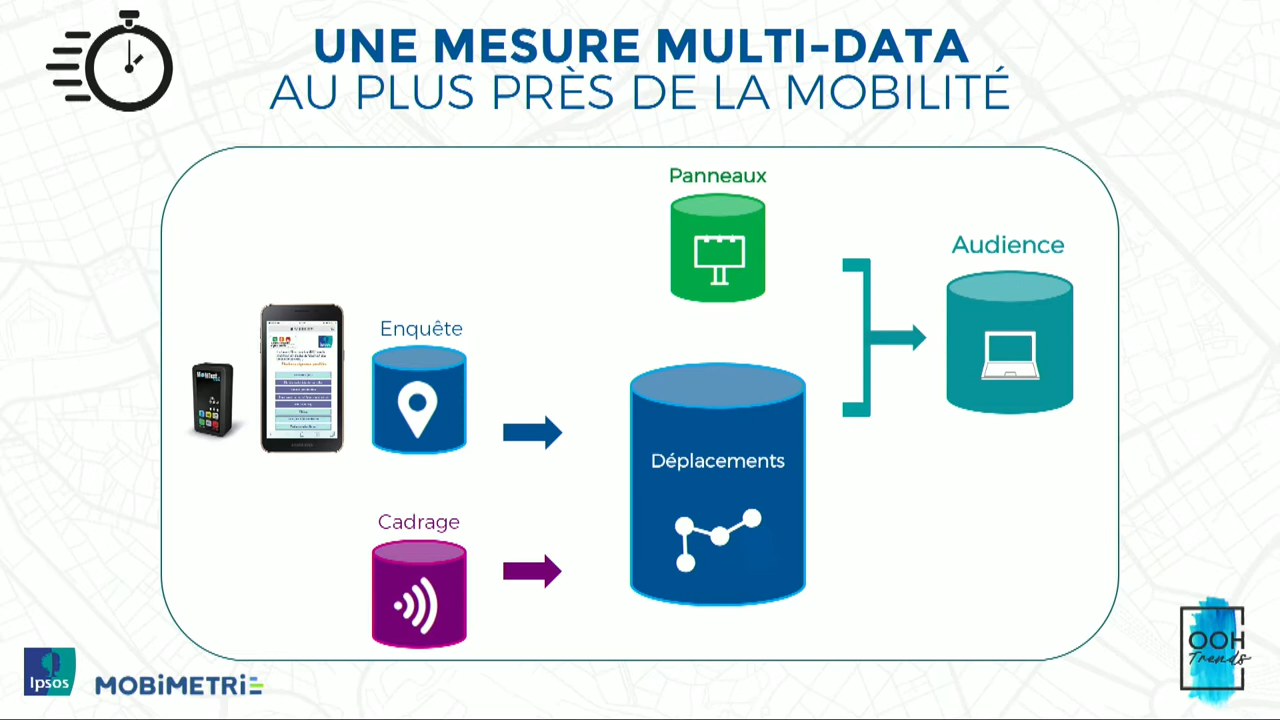 UNE MESURE MULTI-DATA
AU PLUS PRÈS DE LA MOBILITÉ
Panneaux
Audience
Enquête
Déplacements
Cadrage
Ipsos
MOBiMETRiE
OOH
Trends